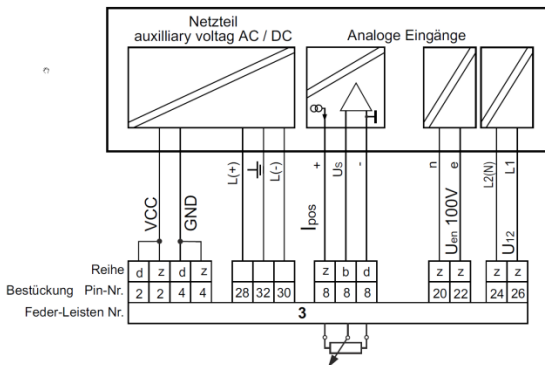 Netzteil
auxilliary voltag AC / DC
Analoge Eingänge
L(+)
L(-)
+
Us
-
n
e
L2(N)
L1
VCC
GND
Ipos
Uen 100V
U12
Reihe d z d z z b d z z z z
Bestückung Pin-Nr. 2 2 4 4 28 32 30 8 8 8 20 22 24 26
Feder-Leisten Nr. 3